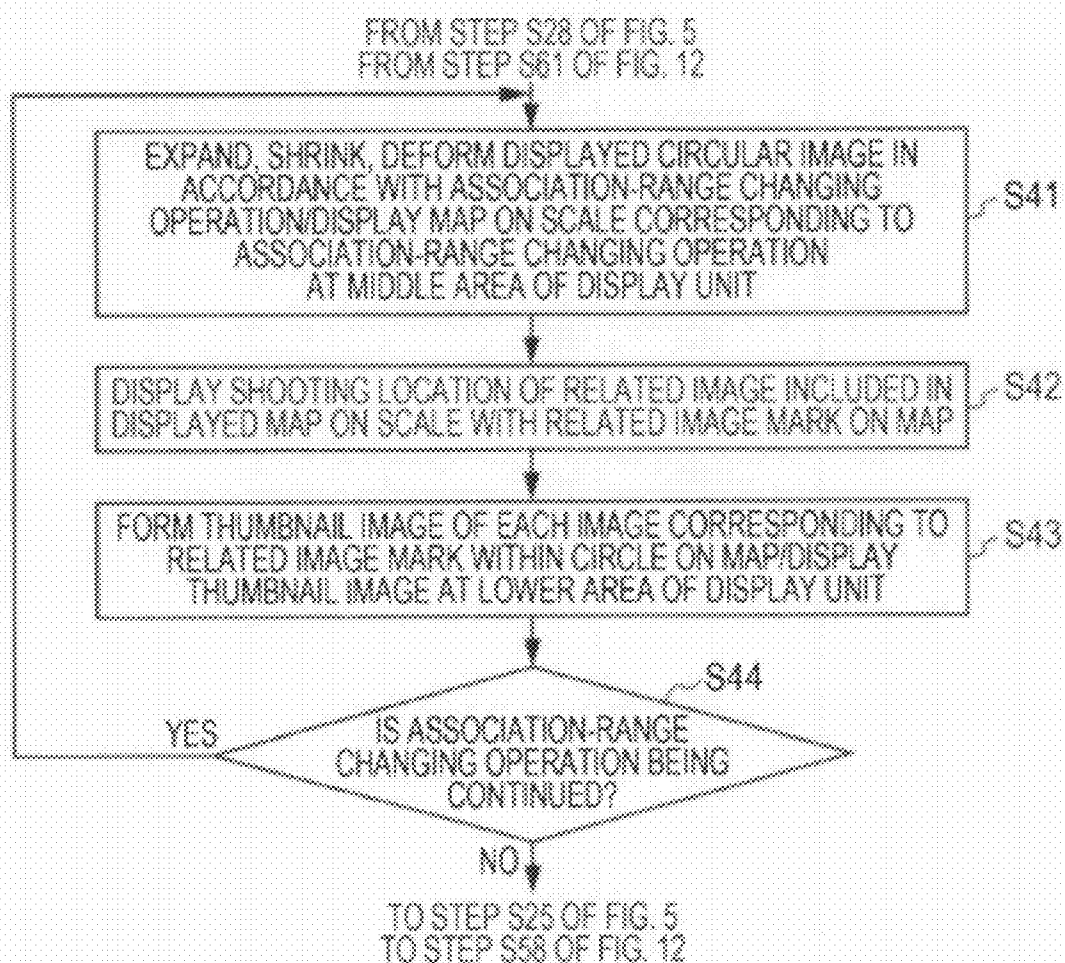 FROM STEP S28 OF FIG. 5
FROM STEP S61 OF FIG. 12
EXPAND, SHRINK, DEFORM DISPLAYED CIRCULAR IMAGE IN
ACCORDANCE WITH ASSOCIATION-RANGE CHANGING
OPERATION/DISPLAY MAP ON SCALE CORRESPONDING TO
ASSOCIATION-RANGE CHANGING OPERATION
AT MIDDLE AREA OF DISPLAY UNIT
S41
DISPLAY SHOOTING LOCATION OF RELATED IMAGE INCLUDED IN
DISPLAYED MAP ON SCALE WITH RELATED IMAGE MARK ON MAP
S42
FORM THUMBNAIL IMAGE OF EACH IMAGE CORRESPONDING TO
RELATED IMAGE MARK WITHIN CIRCLE ON MAP/DISPLAY
THUMBNAIL IMAGE AT LOWER AREA OF DISPLAY UNIT
S43
S44
YES
IS ASSOCIATION-RANGE
CHANGING OPERATION BEING
CONTINUED?
NO
TO STEP S25 OF FIG. 5
TO STEP S58 OF FIG. 12